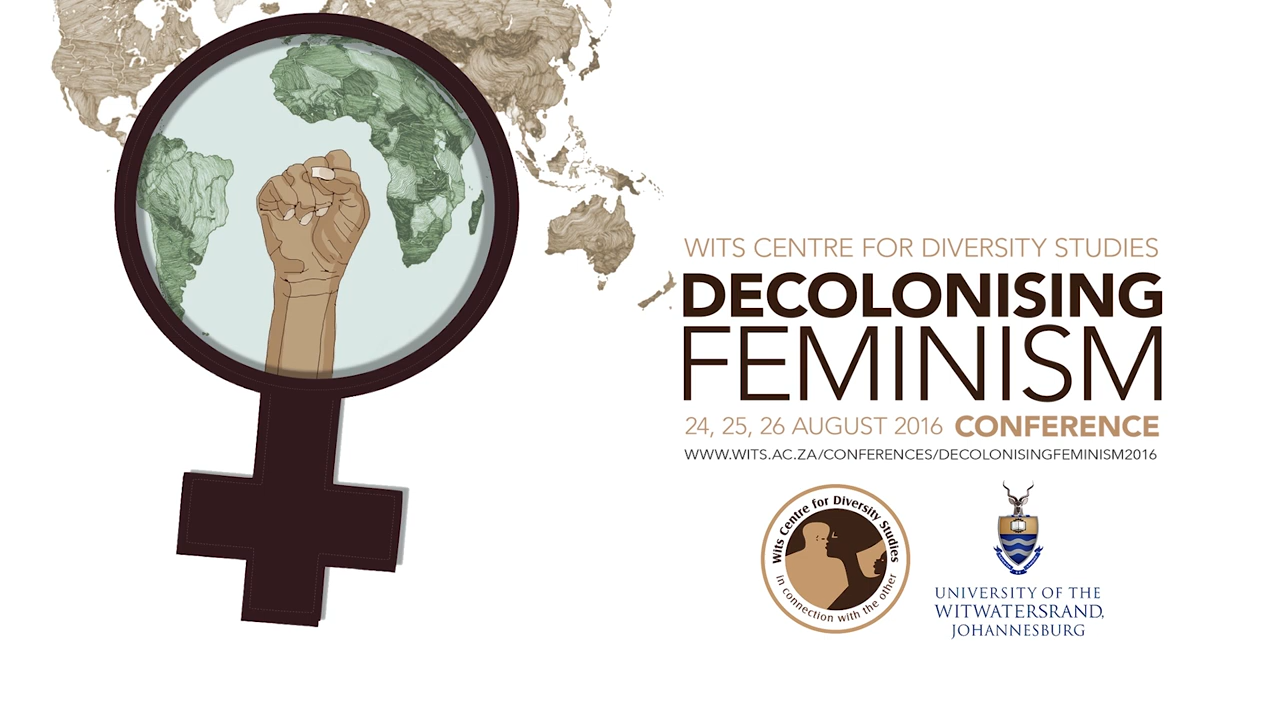 WITS CENTRE FOR DIVERSITY STUDIES
DECOLONISING
FEMINISM
24, 25, 26 AUGUST 2016 CONFERENCE
WWW.WITS.AC.ZA/CONFERENCES/DECOLONISINGFEMINISM2016
Wits Centre for Diversity Studies
in connection with the other
UNIVERSITY OF THE
WITWATERSRAND,
JOHANNESBURG